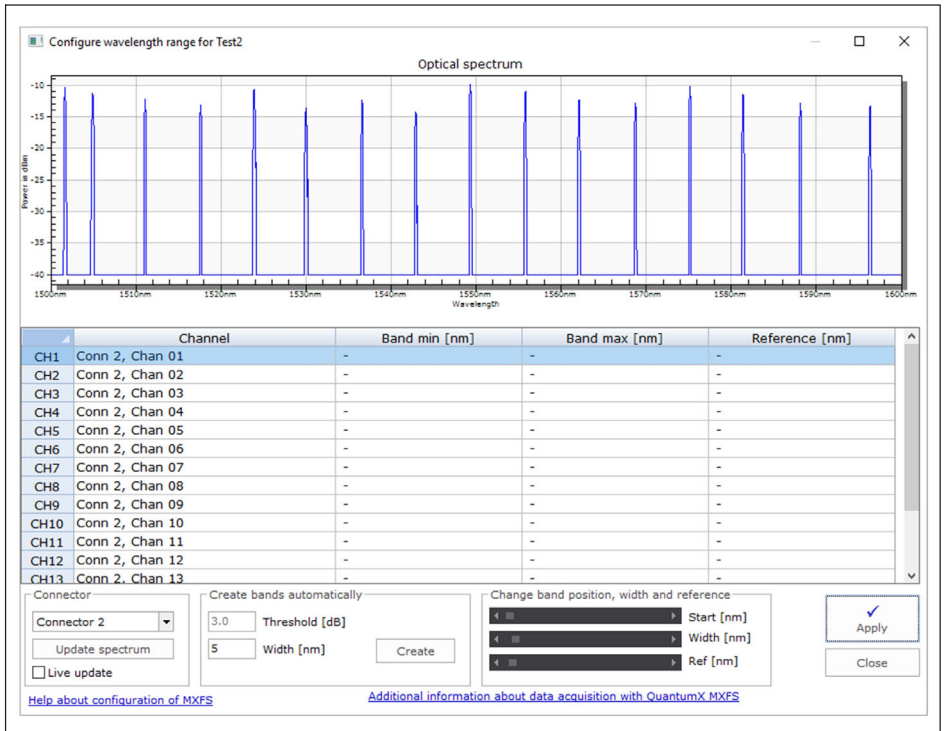 Configure wavelength range for Test2
Optical spectrum
Power in dBm
-10
-15
-20
-25
-30
-35
-40
1500nm 1510nm 1520nm 1530nm 1540nm 1550nm 1560nm 1570nm 1580nm 1590nm 1600nm
Wavelength
Channel Band min [nm] Band max [nm] Reference [nm]
CH1 Conn 2, Chan 01 - - -
CH2 Conn 2, Chan 02 - - -
CH3 Conn 2, Chan 03 - - -
CH4 Conn 2, Chan 04 - - -
CH5 Conn 2, Chan 05 - - -
CH6 Conn 2, Chan 06 - - -
CH7 Conn 2, Chan 07 - - -
CH8 Conn 2, Chan 08 - - -
CH9 Conn 2, Chan 09 - - -
CH10 Conn 2, Chan 10 - - -
CH11 Conn 2, Chan 11 - - -
CH12 Conn 2, Chan 12 - - -
CH13 Conn 2, Chan 13 - - -
Connector
Connector 2
Update spectrum
Live update
Create bands automatically
3.0 Threshold [dB]
5 Width [nm] Create
Change band position, width and reference
Start [nm]
Width [nm]
Ref [nm]
Apply
Close
Help about configuration of MXFS
Additional information about data acquisition with QuantumX MXFS